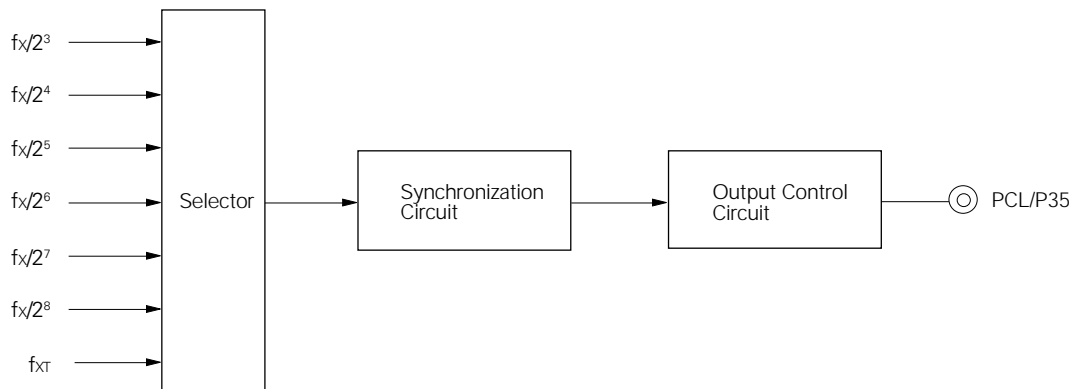 fx/2³
fx/2⁴
fx/2⁵
fx/2⁶
fx/2⁷
fx/2⁸
fXT
Selector
Synchronization
Circuit
Output Control
Circuit
PCL/P35